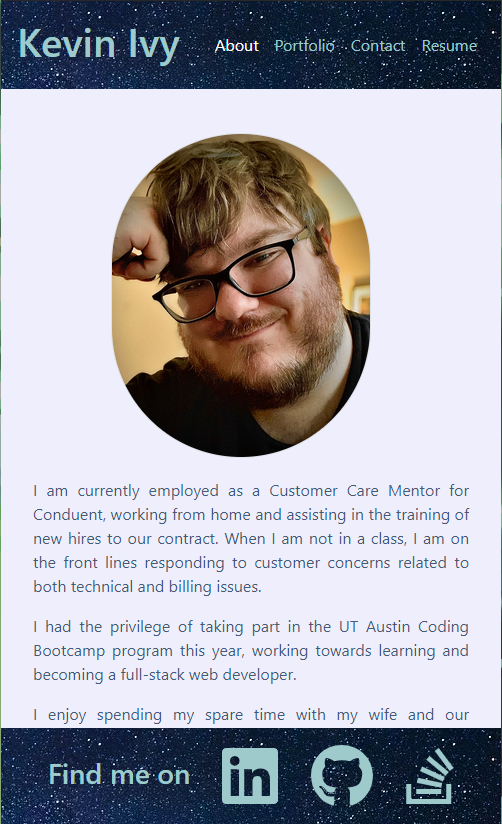 Kevin Ivy
About Portfolio Contact Resume
I am currently employed as a Customer Care Mentor for
Conduent, working from home and assisting in the training of
new hires to our contract. When I am not in a class, I am on
the front lines responding to customer concerns related to
both technical and billing issues.
I had the privilege of taking part in the UT Austin Coding
Bootcamp program this year, working towards learning and
becoming a full-stack web developer.
I enjoy spending my spare time with my wife and our
Find me on
in